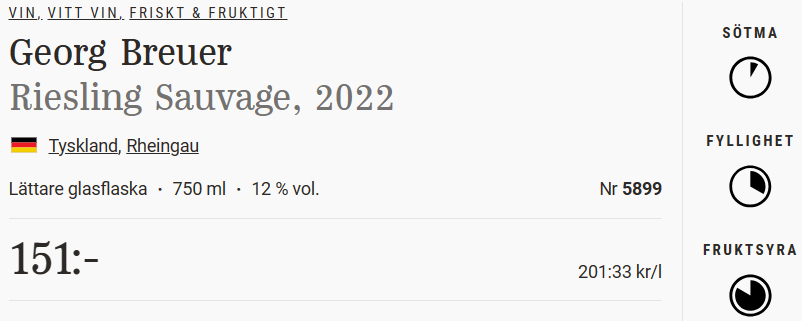 VIN, VITT VIN, FRISKT & FRUKTIGT
Georg Breuer
Riesling Sauvage, 2022
Tyskland, Rheingau
Lättare glasflaska · 750 ml · 12 % vol.
Nr 5899
151:-
201:33 kr/l
SÖTMA
FYLLIGHET
FRUKTSYRA